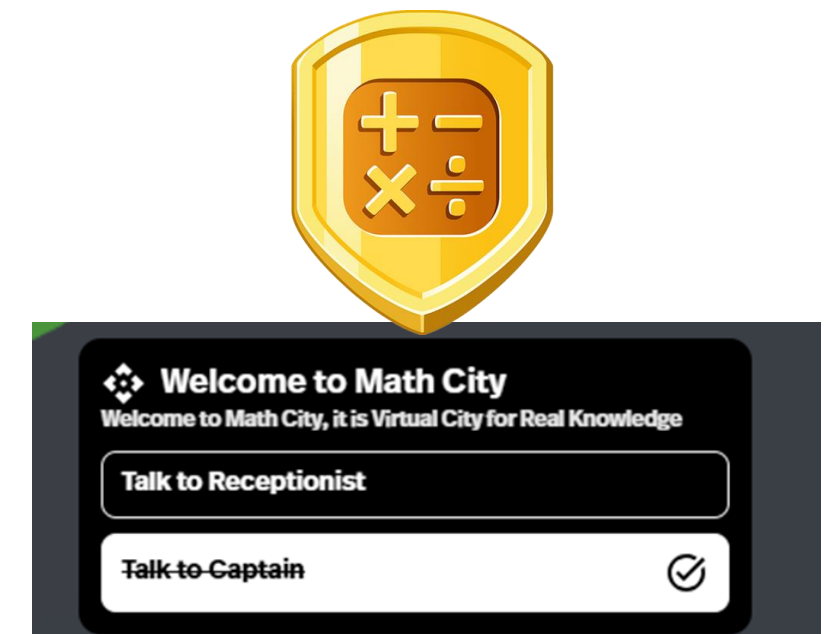 Welcome to Math City
Welcome to Math City, it is Virtual City for Real Knowledge
Talk to Receptionist
Talk to Captain